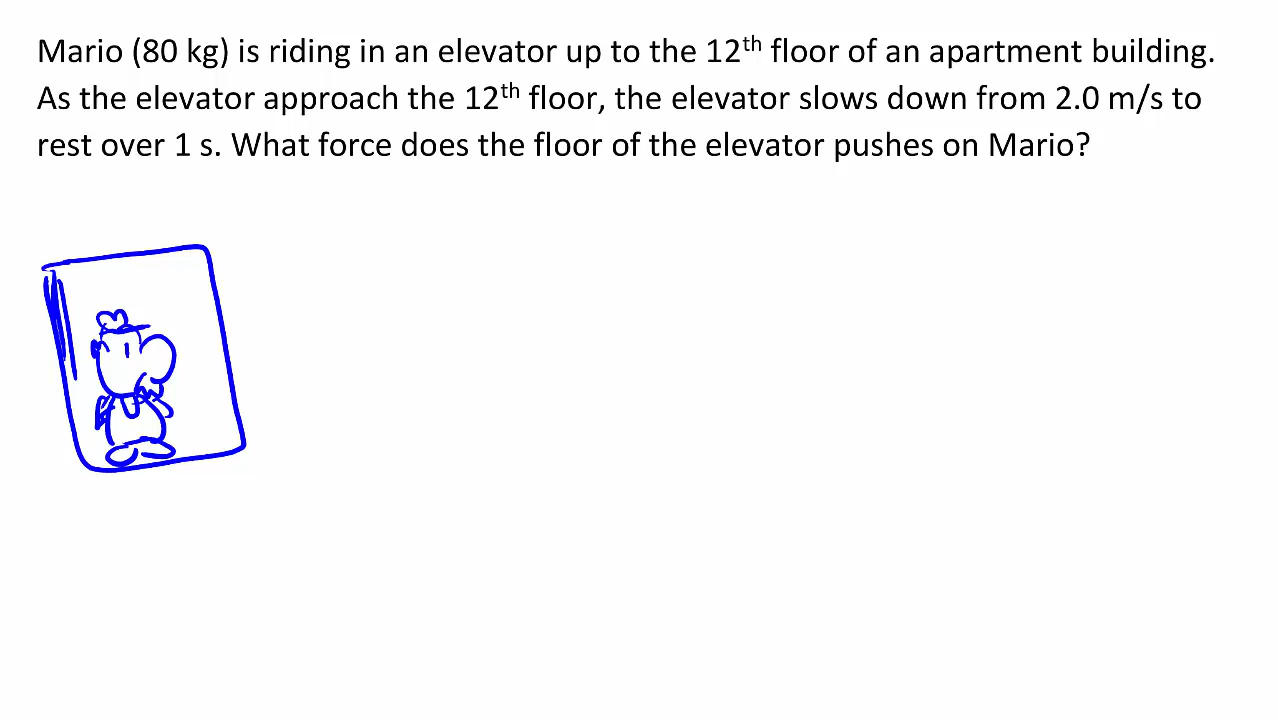 Mario (80 kg) is riding in an elevator up to the 12th floor of an apartment building.
As the elevator approach the 12th floor, the elevator slows down from 2.0 m/s to
rest over 1 s. What force does the floor of the elevator pushes on Mario?